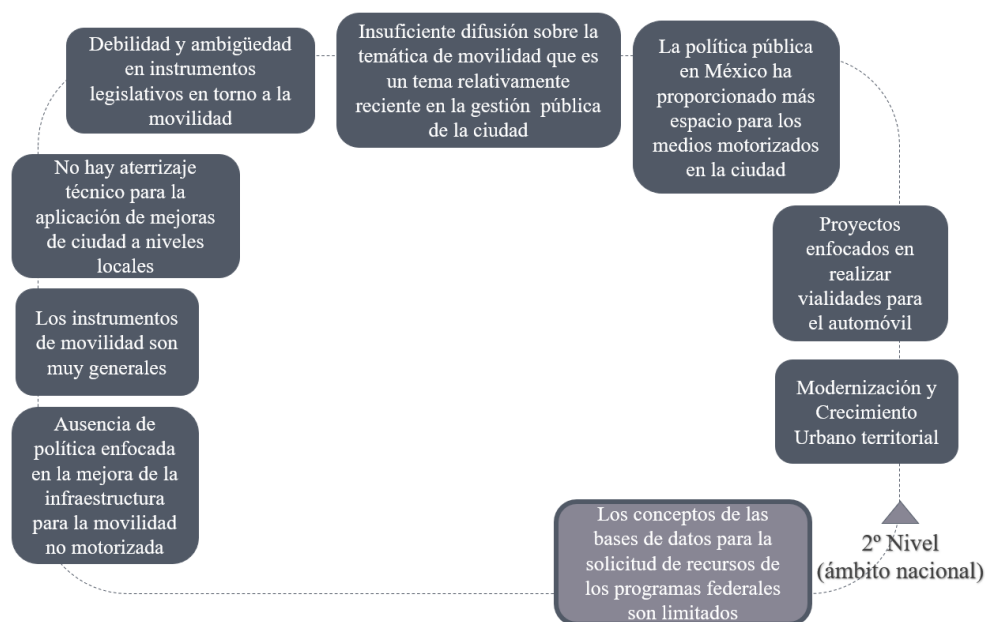 Debilidad y ambigüedad
en instrumentos
legislativos en torno a la
movilidad
Insuficiente difusión sobre la
temática de movilidad que es
un tema relativamente
reciente en la gestión pública
de la ciudad
La política pública
en México ha
proporcionado más
espacio para los
medios motorizados
en la ciudad
No hay aterrizaje
técnico para la
aplicación de mejoras
de ciudad a niveles
locales
Proyectos
enfocados en
realizar
vialidades para
el automóvil
Los instrumentos
de movilidad son
muy generales
Modernización y
Crecimiento
Urbano territorial
Ausencia de
política enfocada
en la mejora de la
infraestructura
para la movilidad
no motorizada
Los conceptos de las
bases de datos para la
solicitud de recursos de
los programas federales
son limitados
2º Nivel
(ámbito nacional)